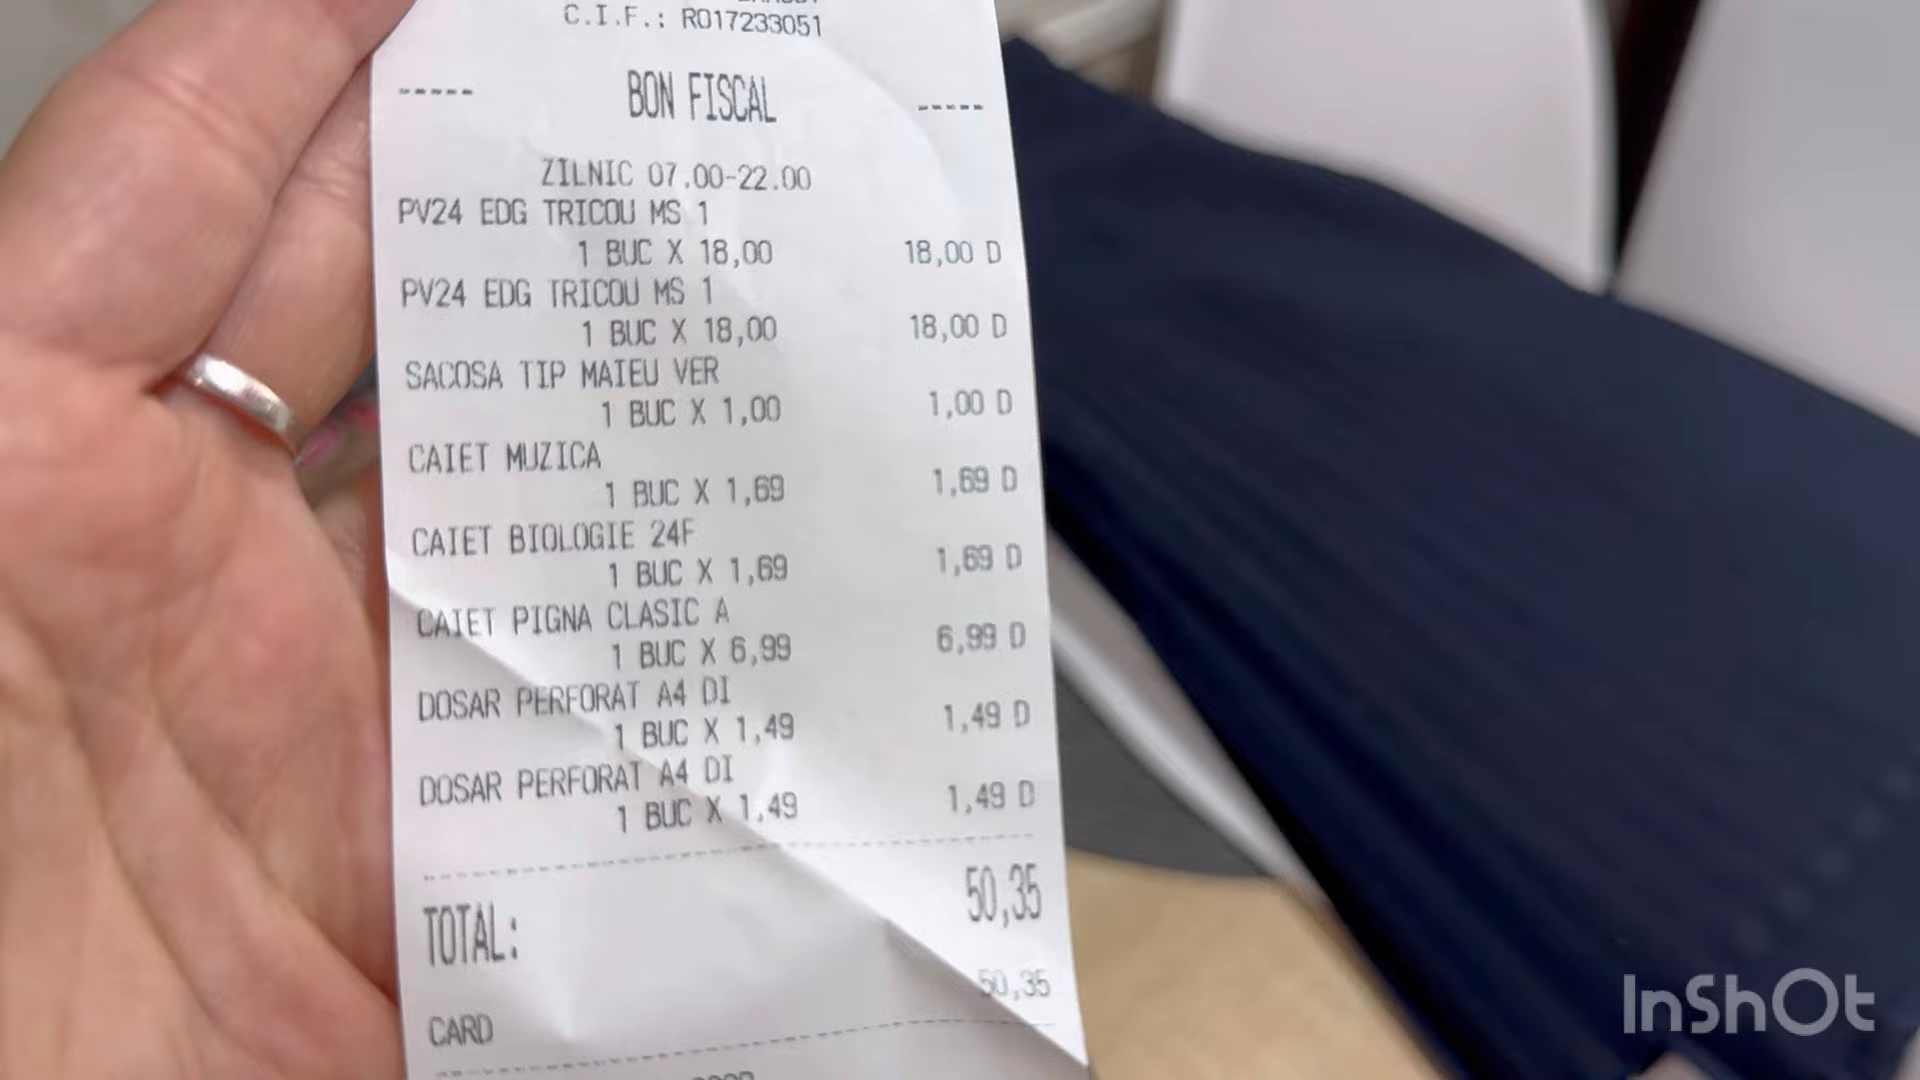 C.I.F.: RO17233051
----- BON FISCAL -----
ZILNIC 07.00-22.00
PV24 EDG TRICOU MS 1
1 BUC X 18,00 18,00 D
PV24 EDG TRICOU MS 1
1 BUC X 18,00 18,00 D
SACOSA TIP MAIEU VER
1 BUC X 1,00 1,00 D
CAIET MUZICA
1 BUC X 1,69 1,69 D
CAIET BIOLOGIE 24F
1 BUC X 1,69 1,69 D
CAIET PIGNA CLASIC A
1 BUC X 6,99 6,99 D
DOSAR PERFORAT A4 DI
1 BUC X 1,49 1,49 D
DOSAR PERFORAT A4 DI
1 BUC X 1,49 1,49 D
TOTAL: 50,35
CARD 50,35
InShOt